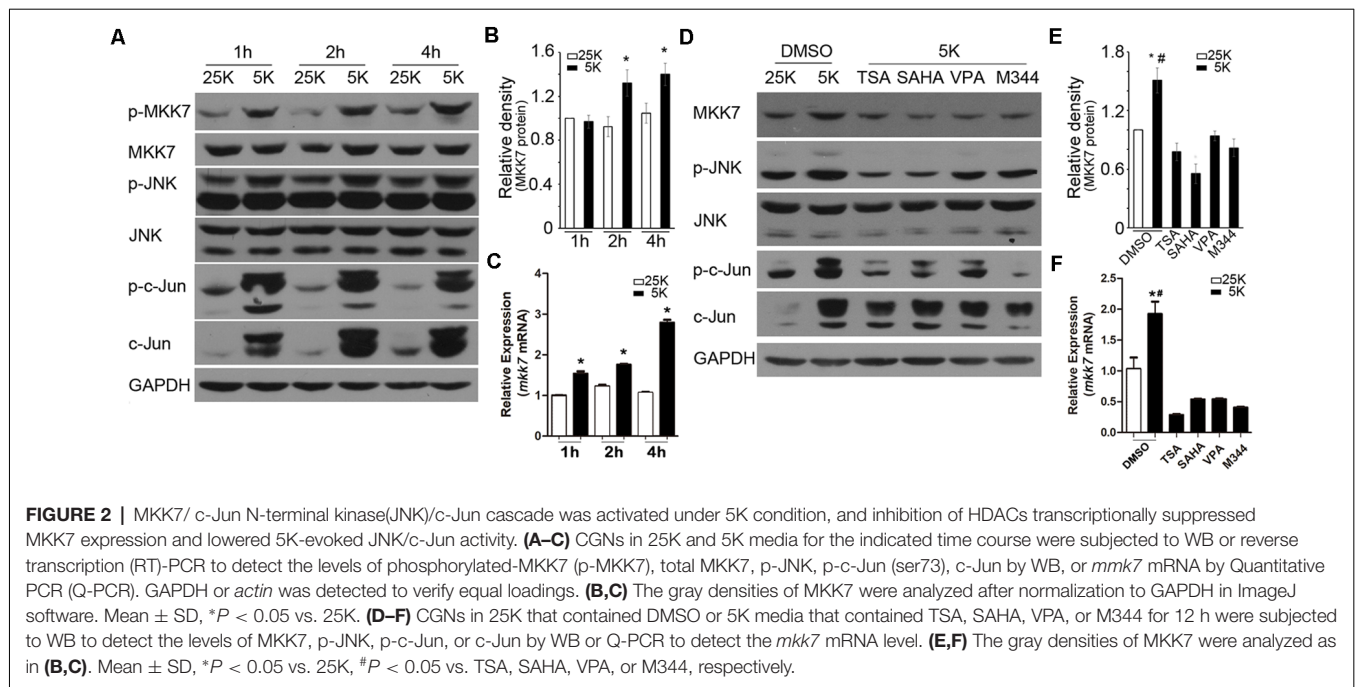 A
1h 2h 4h
25K 5K 25K 5K 25K 5K
p-MKK7
MKK7
p-JNK
JNK
p-c-Jun
c-Jun
GAPDH
B
Relative density
(MKK7 protein)
1.6
1.2
0.8
0.4
0
25K
5K
*
*
1h 2h 4h
C
Relative Expression
(mkk7 mRNA)
4
3
2
1
0
25K
5K
*
*
*
1h 2h 4h
D
DMSO 5K
25K 5K TSA SAHA VPA M344
MKK7
p-JNK
JNK
p-c-Jun
c-Jun
GAPDH
E
Relative density
(MKK7 protein)
1.8
1.2
0.6
0
25K
5K
* #
DMSO TSA SAHA VPA M344
F
Relative Expression
(mkk7 mRNA)
2.5
2.0
1.5
1.0
0.5
0.0
25K
5K
*#
DMSO TSA SAHA VPA M344
FIGURE 2 | MKK7/ c-Jun N-terminal kinase(JNK)/c-Jun cascade was activated under 5K condition, and inhibition of HDACs transcriptionally suppressed
MKK7 expression and lowered 5K-evoked JNK/c-Jun activity. (A–C) CGNs in 25K and 5K media for the indicated time course were subjected to WB or reverse
transcription (RT)-PCR to detect the levels of phosphorylated-MKK7 (p-MKK7), total MKK7, p-JNK, p-c-Jun (ser73), c-Jun by WB, or mmk7 mRNA by Quantitative
PCR (Q-PCR). GAPDH or actin was detected to verify equal loadings. (B,C) The gray densities of MKK7 were analyzed after normalization to GAPDH in ImageJ
software. Mean ± SD, *P < 0.05 vs. 25K. (D–F) CGNs in 25K that contained DMSO or 5K media that contained TSA, SAHA, VPA, or M344 for 12 h were subjected
to WB to detect the levels of MKK7, p-JNK, p-c-Jun, or c-Jun by WB or Q-PCR to detect the mkk7 mRNA level. (E,F) The gray densities of MKK7 were analyzed as
in (B,C). Mean ± SD, *P < 0.05 vs. 25K, #P < 0.05 vs. TSA, SAHA, VPA, or M344, respectively.